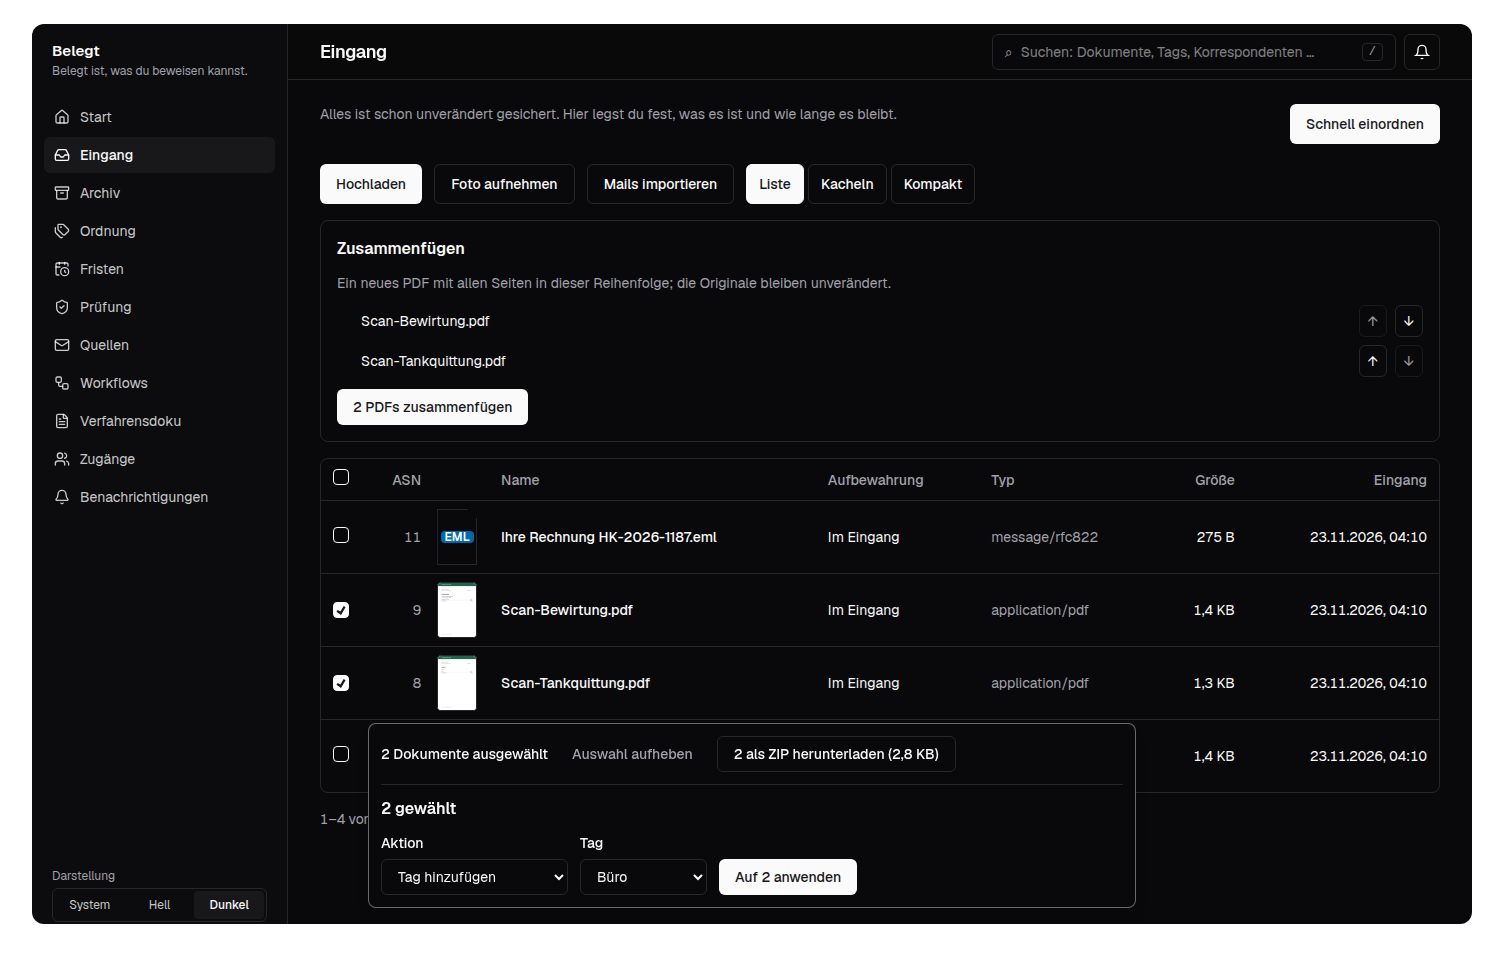 Belegt
Belegt ist, was du beweisen kannst.
Start
Eingang
Archiv
Ordnung
Fristen
Prüfung
Quellen
Workflows
Verfahrensdoku
Zugänge
Benachrichtigungen
Darstellung
System Hell Dunkel
Eingang
Suchen: Dokumente, Tags, Korrespondenten … /
Alles ist schon unverändert gesichert. Hier legst du fest, was es ist und wie lange es bleibt.
Schnell einordnen
Hochladen Foto aufnehmen Mails importieren Liste Kacheln Kompakt
Zusammenfügen
Ein neues PDF mit allen Seiten in dieser Reihenfolge; die Originale bleiben unverändert.
Scan-Bewirtung.pdf
Scan-Tankquittung.pdf
2 PDFs zusammenfügen
ASN Name Aufbewahrung Typ Größe Eingang
11 EML Ihre Rechnung HK-2026-1187.eml Im Eingang message/rfc822 275 B 23.11.2026, 04:10
9 Scan-Bewirtung.pdf Im Eingang application/pdf 1,4 KB 23.11.2026, 04:10
8 Scan-Tankquittung.pdf Im Eingang application/pdf 1,3 KB 23.11.2026, 04:10
1,4 KB 23.11.2026, 04:10
1–4 vor
2 Dokumente ausgewählt Auswahl aufheben 2 als ZIP herunterladen (2,8 KB)
2 gewählt
Aktion Tag
Tag hinzufügen Büro Auf 2 anwenden